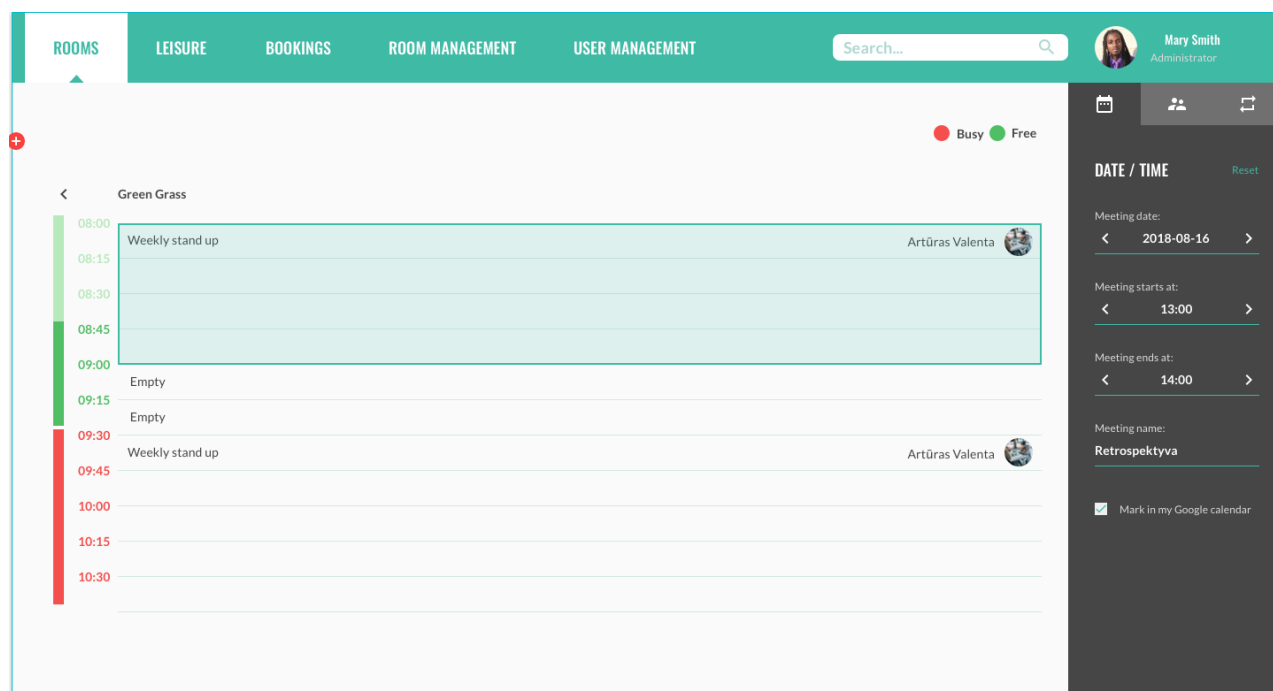 ROOMS LEISURE BOOKINGS ROOM MANAGEMENT USER MANAGEMENT Search... Mary Smith
Administrator
Busy Free
DATE / TIME Reset
Green Grass
Meeting date:
2018-08-16
Meeting starts at:
13:00
Meeting ends at:
14:00
Meeting name:
Retrospektyva
Mark in my Google calendar
08:00
Weekly stand up Artūras Valenta
08:15
08:30
08:45
09:00
Empty
09:15
Empty
09:30
Weekly stand up Artūras Valenta
09:45
10:00
10:15
10:30